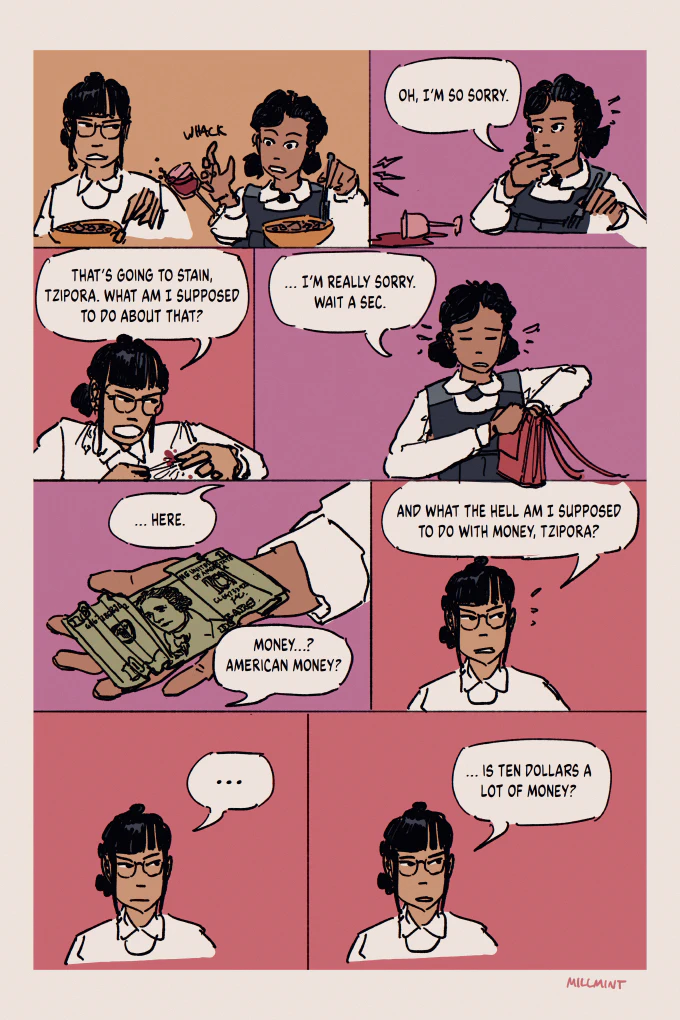 WHACK
OH, I'M SO SORRY.
THAT'S GOING TO STAIN,
TZIPORA. WHAT AM I SUPPOSED
TO DO ABOUT THAT?
... I'M REALLY SORRY.
WAIT A SEC.
... HERE.
10
MONEY...?
AMERICAN MONEY?
AND WHAT THE HELL AM I SUPPOSED
TO DO WITH MONEY, TZIPORA?
...
... IS TEN DOLLARS A
LOT OF MONEY?
MILLMINT